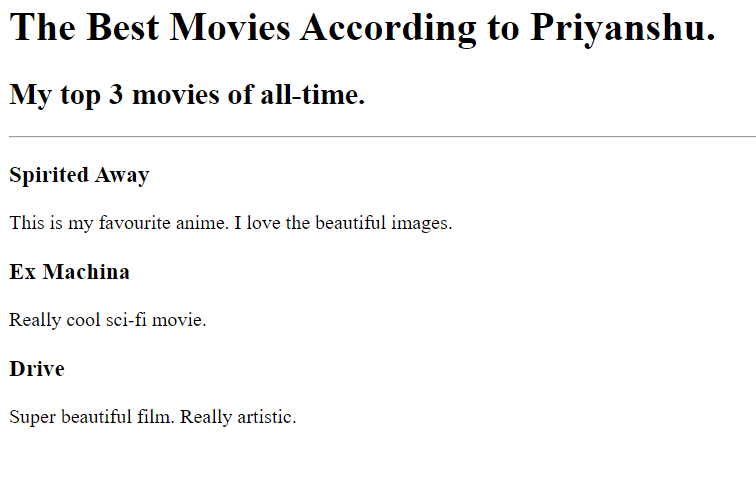 The Best Movies According to Priyanshu.
My top 3 movies of all-time.
Spirited Away
This is my favourite anime. I love the beautiful images.
Ex Machina
Really cool sci-fi movie.
Drive
Super beautiful film. Really artistic.